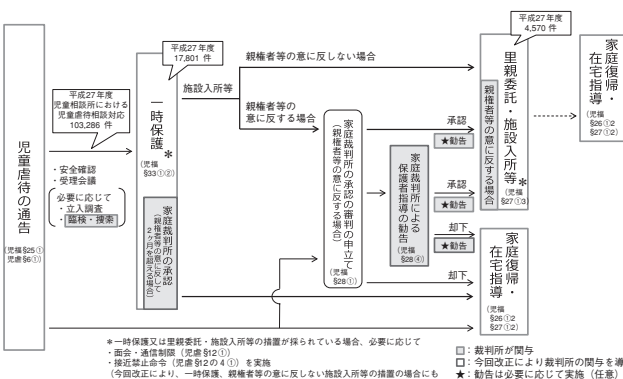 児童虐待の通告
(児福§25①
児虐§6①)
平成27年度
児童相談所における
児童虐待相談対応
103,286 件
・安全確認
・受理会議
必要に応じて
・立入調査
・臨検・捜索
平成27年度
17,801 件
一時保護*
(児福
§33①②)
家庭裁判所の承認
(親権者等の意に反して
2ヶ月を超える場合)
施設入所等
親権者等の意に反しない場合
親権者等の
意に反する場合
家庭裁判所の承認の審判の申立て
(親権者等の意に反する場合)
(児福
§28①)
家庭裁判所による
保護者指導の勧告
(児福
§28④)
承認
★勧告
承認
★勧告
却下
★勧告
却下
平成27年度
4,570 件
里親委託・施設入所等*
(児福
§27①3)
親権者等の意に反する場合
家庭復帰・
在宅指導
(児福
§26①2
§27①2)
家庭復帰・
在宅指導
(児福
§26①2
§27①2)
*一時保護又は里親委託・施設入所等の措置が採られている場合、必要に応じて
・面会・通信制限(児虐§12①)
・接近禁止命令(児虐§12の4①)を実施
(今回改正により、一時保護、親権者等の意に反しない施設入所等の措置の場合にも
□:裁判所が関与
□:今回改正により裁判所の関与を導
★:勧告は必要に応じて実施(任意)